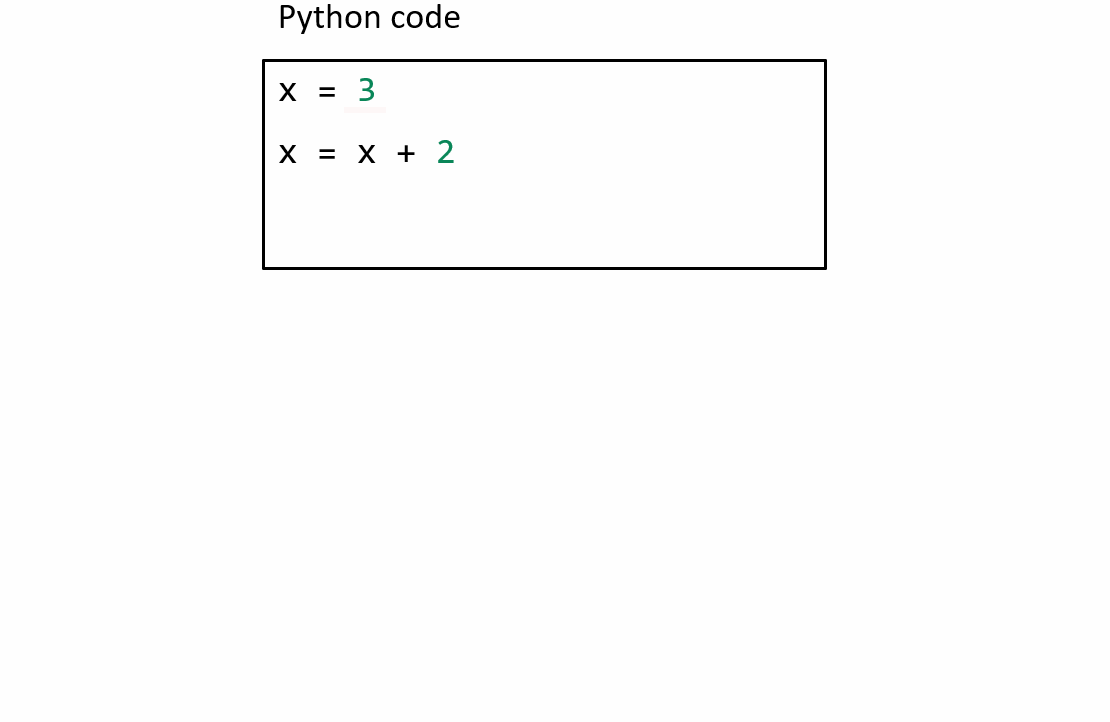 Python code
x = 3
x = x + 2